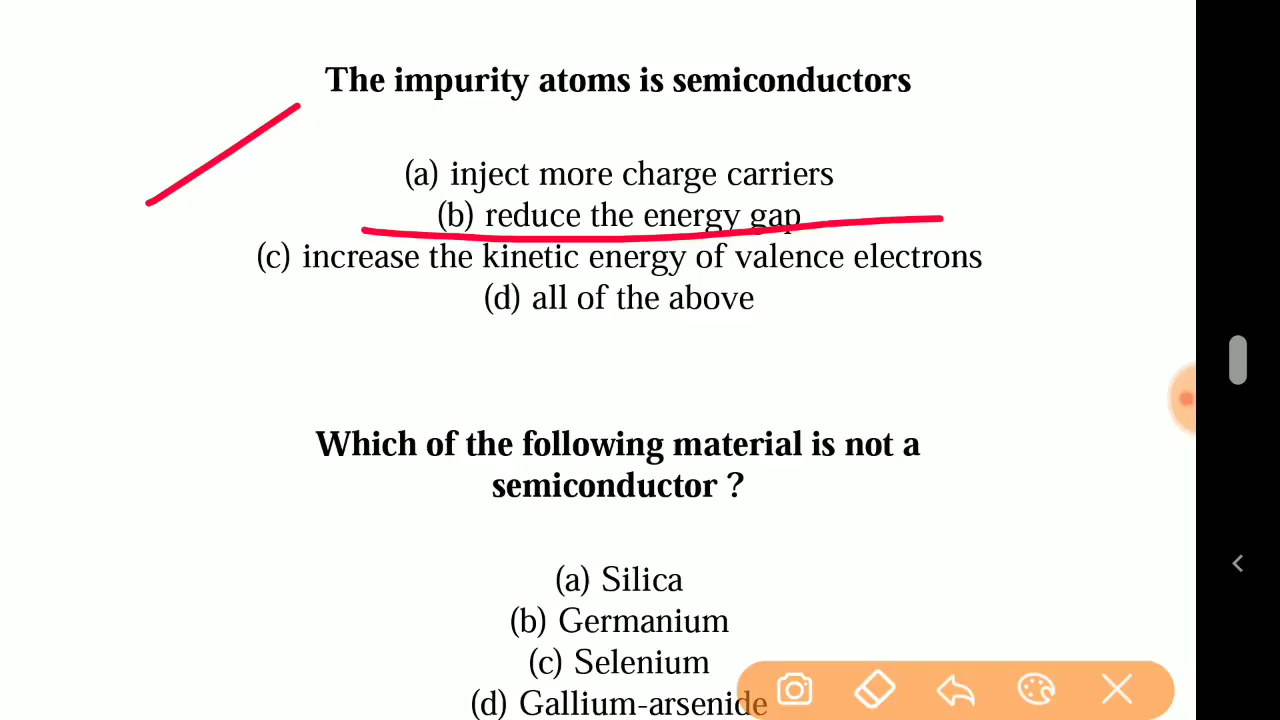 The impurity atoms is semiconductors
(a) inject more charge carriers
(b) reduce the energy gap
(c) increase the kinetic energy of valence electrons
(d) all of the above
Which of the following material is not a
semiconductor ?
(a) Silica
(b) Germanium
(c) Selenium
(d) Gallium-arsenide